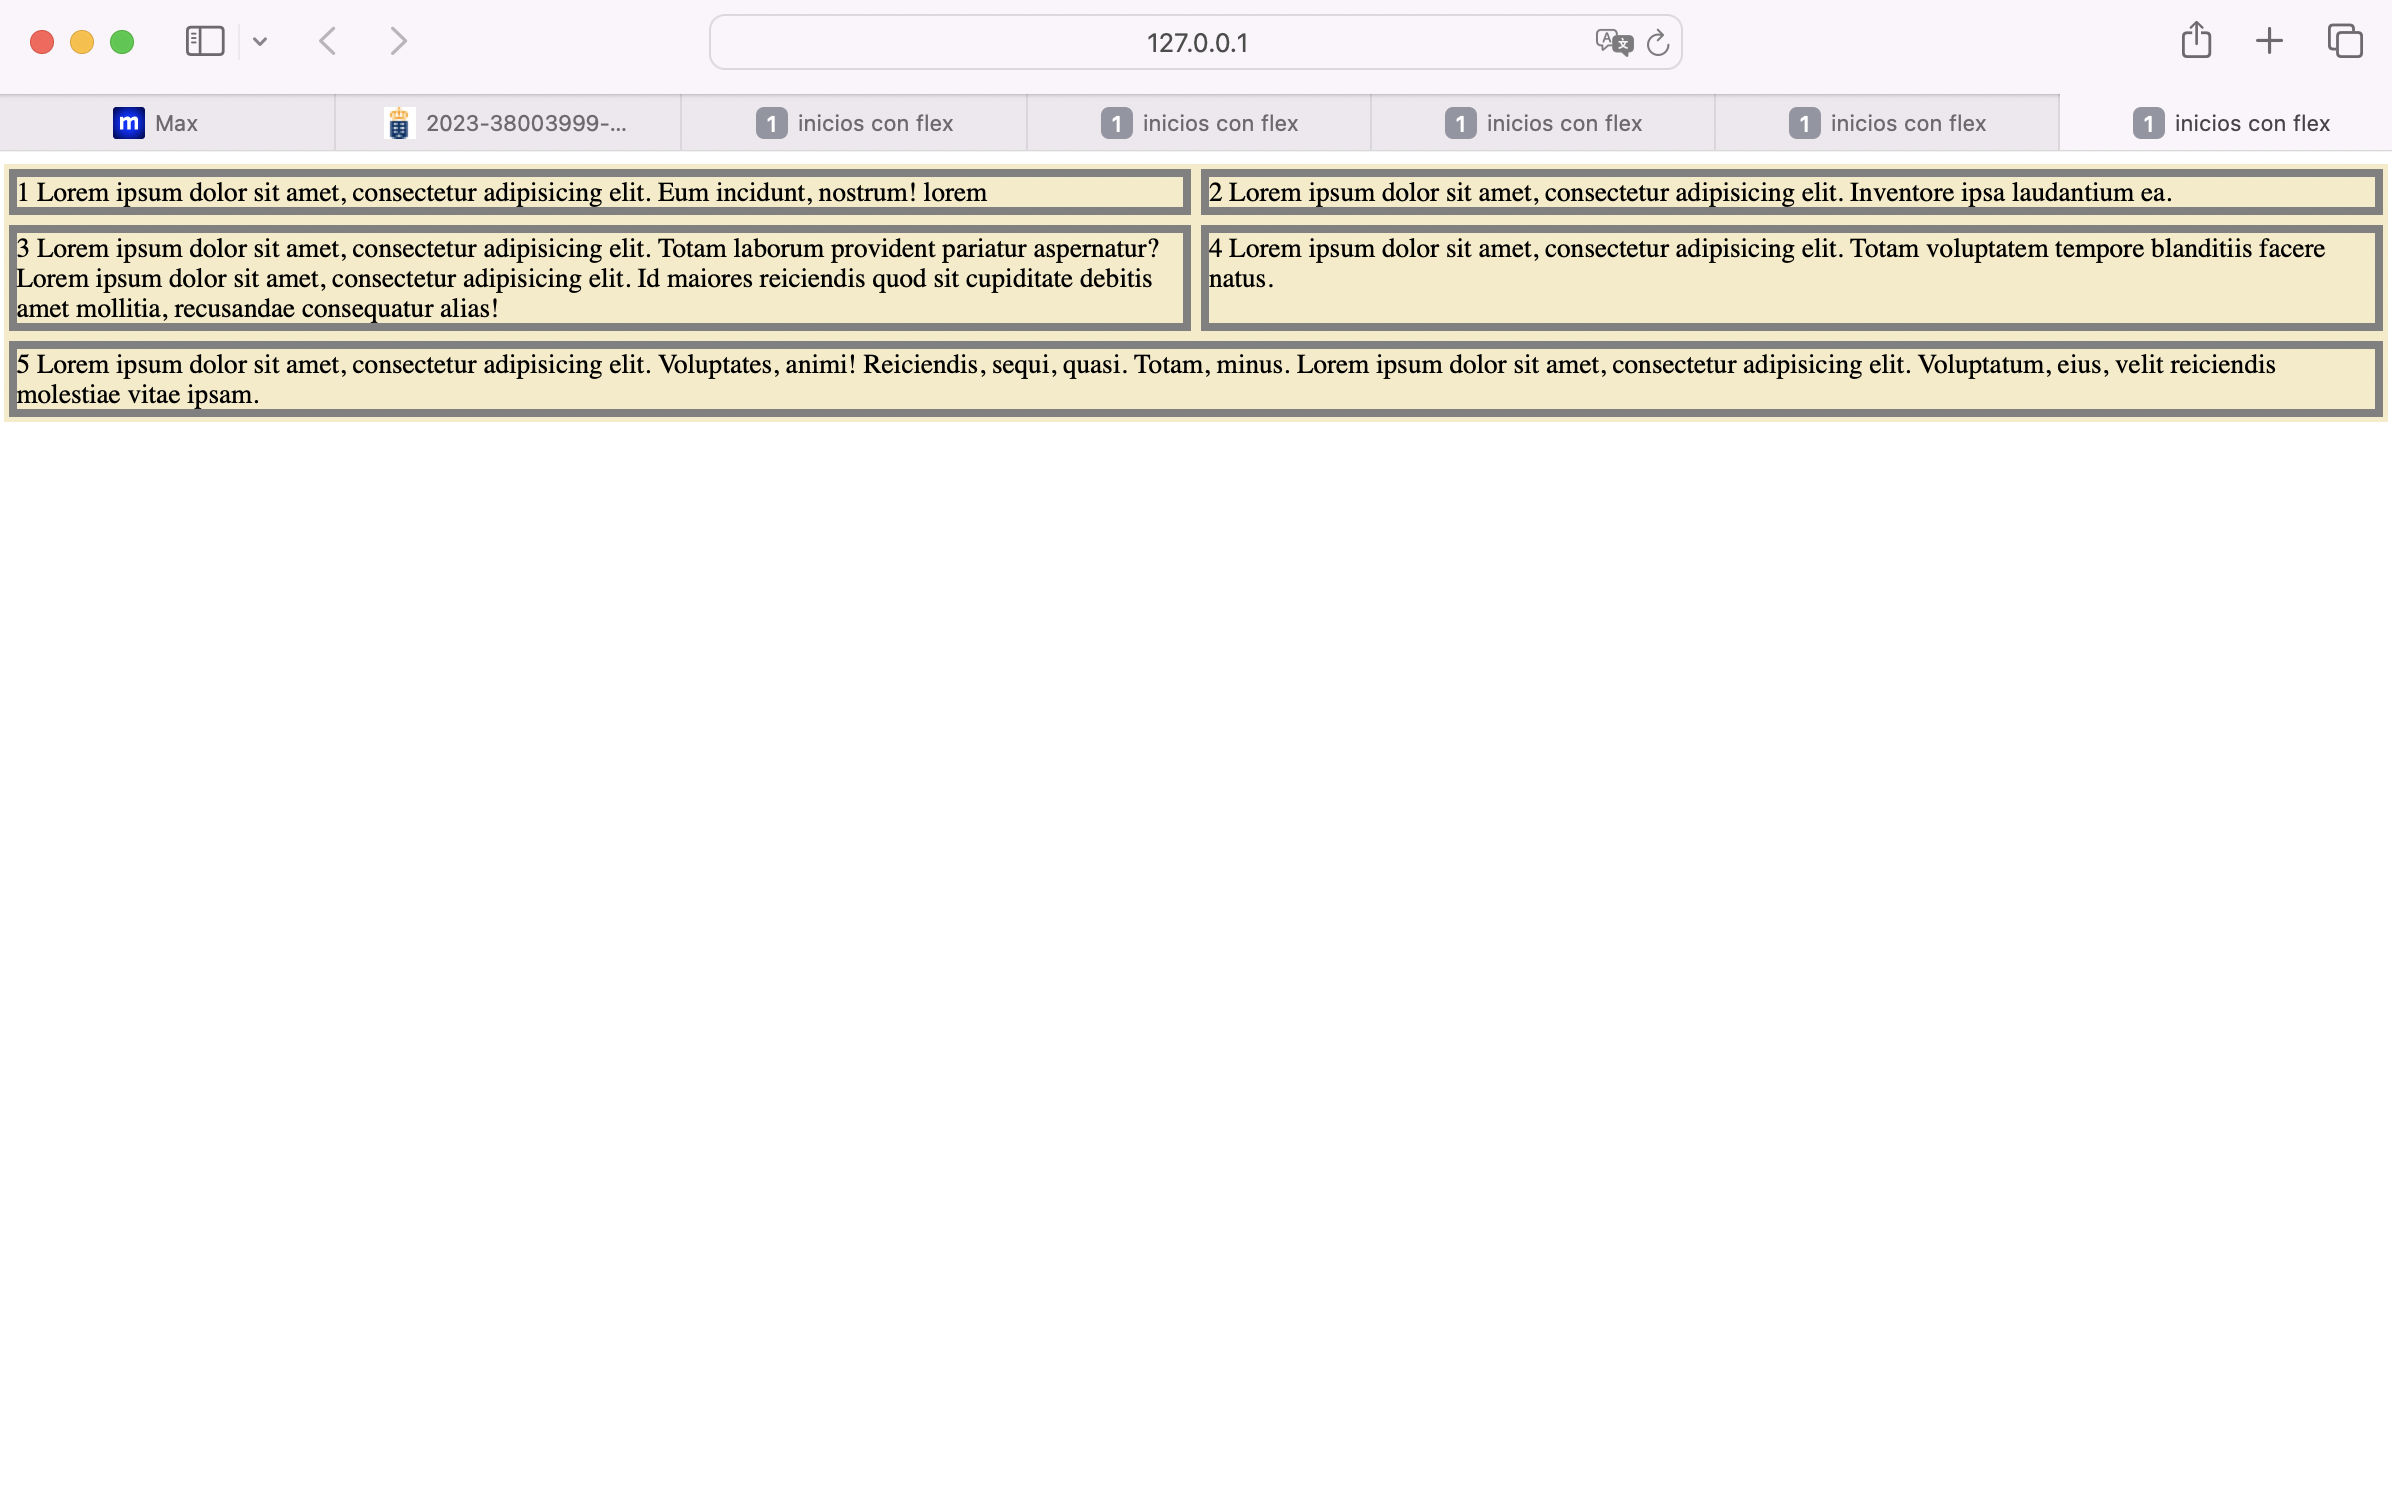 127.0.0.1
m Max
2023-38003999-...
1 inicios con flex
1 inicios con flex
1 inicios con flex
1 inicios con flex
1 inicios con flex
1 Lorem ipsum dolor sit amet, consectetur adipisicing elit. Eum incidunt, nostrum! lorem
2 Lorem ipsum dolor sit amet, consectetur adipisicing elit. Inventore ipsa laudantium ea.
3 Lorem ipsum dolor sit amet, consectetur adipisicing elit. Totam laborum provident pariatur aspernatur?
Lorem ipsum dolor sit amet, consectetur adipisicing elit. Id maiores reiciendis quod sit cupiditate debitis
amet mollitia, recusandae consequatur alias!
4 Lorem ipsum dolor sit amet, consectetur adipisicing elit. Totam voluptatem tempore blanditiis facere
natus.
5 Lorem ipsum dolor sit amet, consectetur adipisicing elit. Voluptates, animi! Reiciendis, sequi, quasi. Totam, minus. Lorem ipsum dolor sit amet, consectetur adipisicing elit. Voluptatum, eius, velit reiciendis
molestiae vitae ipsam.